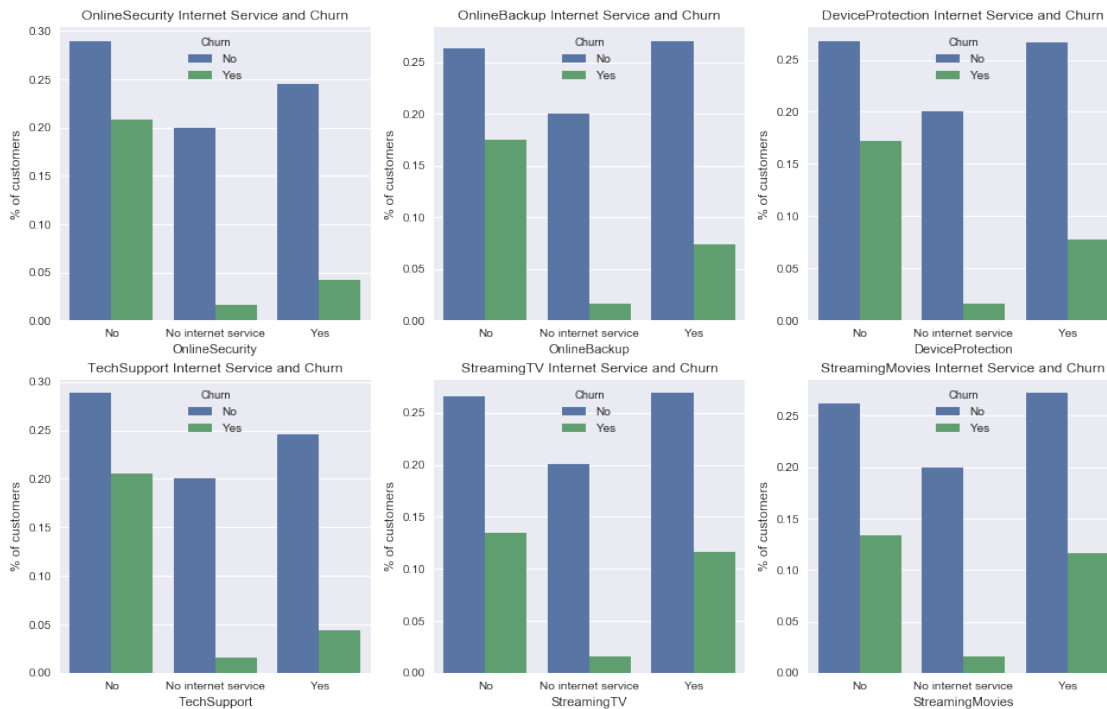 OnlineSecurity Internet Service and Churn
0.30
0.25
0.20
0.15
0.10
0.05
0.00
% of customers
Churn
No
Yes
No
No internet service
Yes
OnlineSecurity
OnlineBackup Internet Service and Churn
0.25
0.20
0.15
0.10
0.05
0.00
% of customers
Churn
No
Yes
No
No internet service
Yes
OnlineBackup
DeviceProtection Internet Service and Churn
0.25
0.20
0.15
0.10
0.05
0.00
% of customers
Churn
No
Yes
No
No internet service
Yes
DeviceProtection
TechSupport Internet Service and Churn
0.30
0.25
0.20
0.15
0.10
0.05
0.00
% of customers
Churn
No
Yes
No
No internet service
Yes
TechSupport
StreamingTV Internet Service and Churn
0.25
0.20
0.15
0.10
0.05
0.00
% of customers
Churn
No
Yes
No
No internet service
Yes
StreamingTV
StreamingMovies Internet Service and Churn
0.25
0.20
0.15
0.10
0.05
0.00
% of customers
Churn
No
Yes
No
No internet service
Yes
StreamingMovies